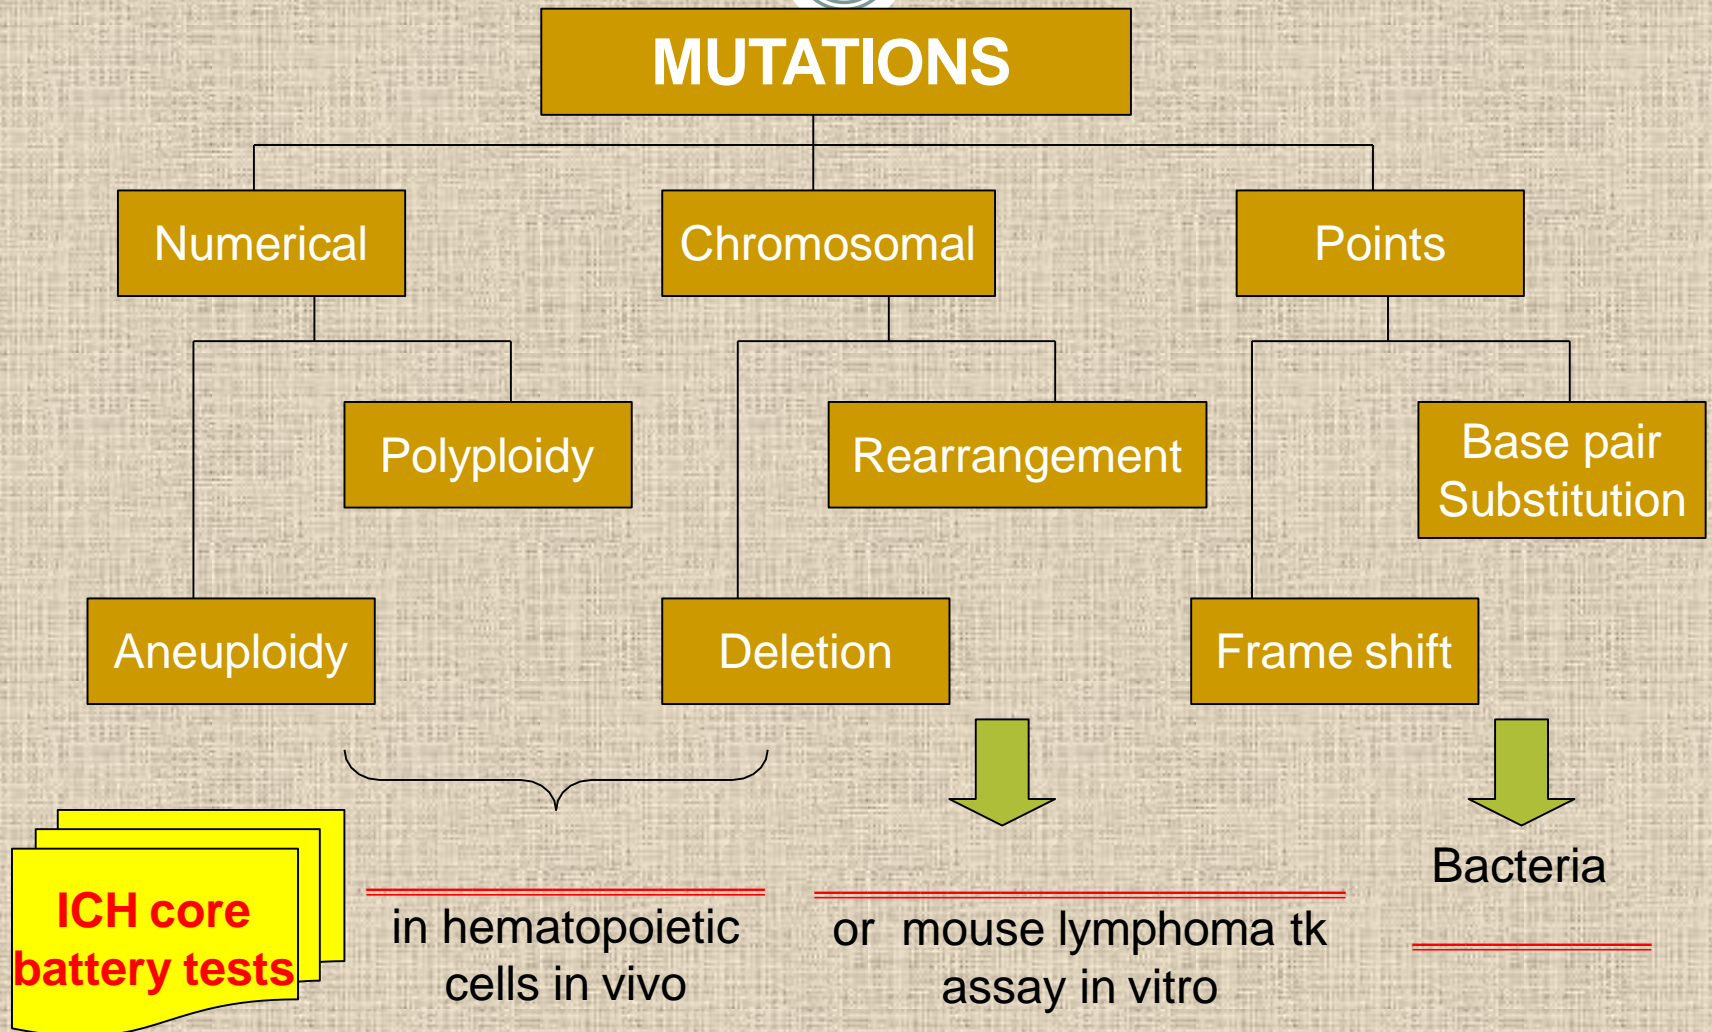 MUTATIONS
Numerical
Chromosomal
Points
Polyploidy
Rearrangement
Base pair
Substitution
Aneuploidy
Deletion
Frame shift
Bacteria
ICH core
battery tests
in hematopoietic
cells in vivo
or mouse lymphoma tk
assay in vitro